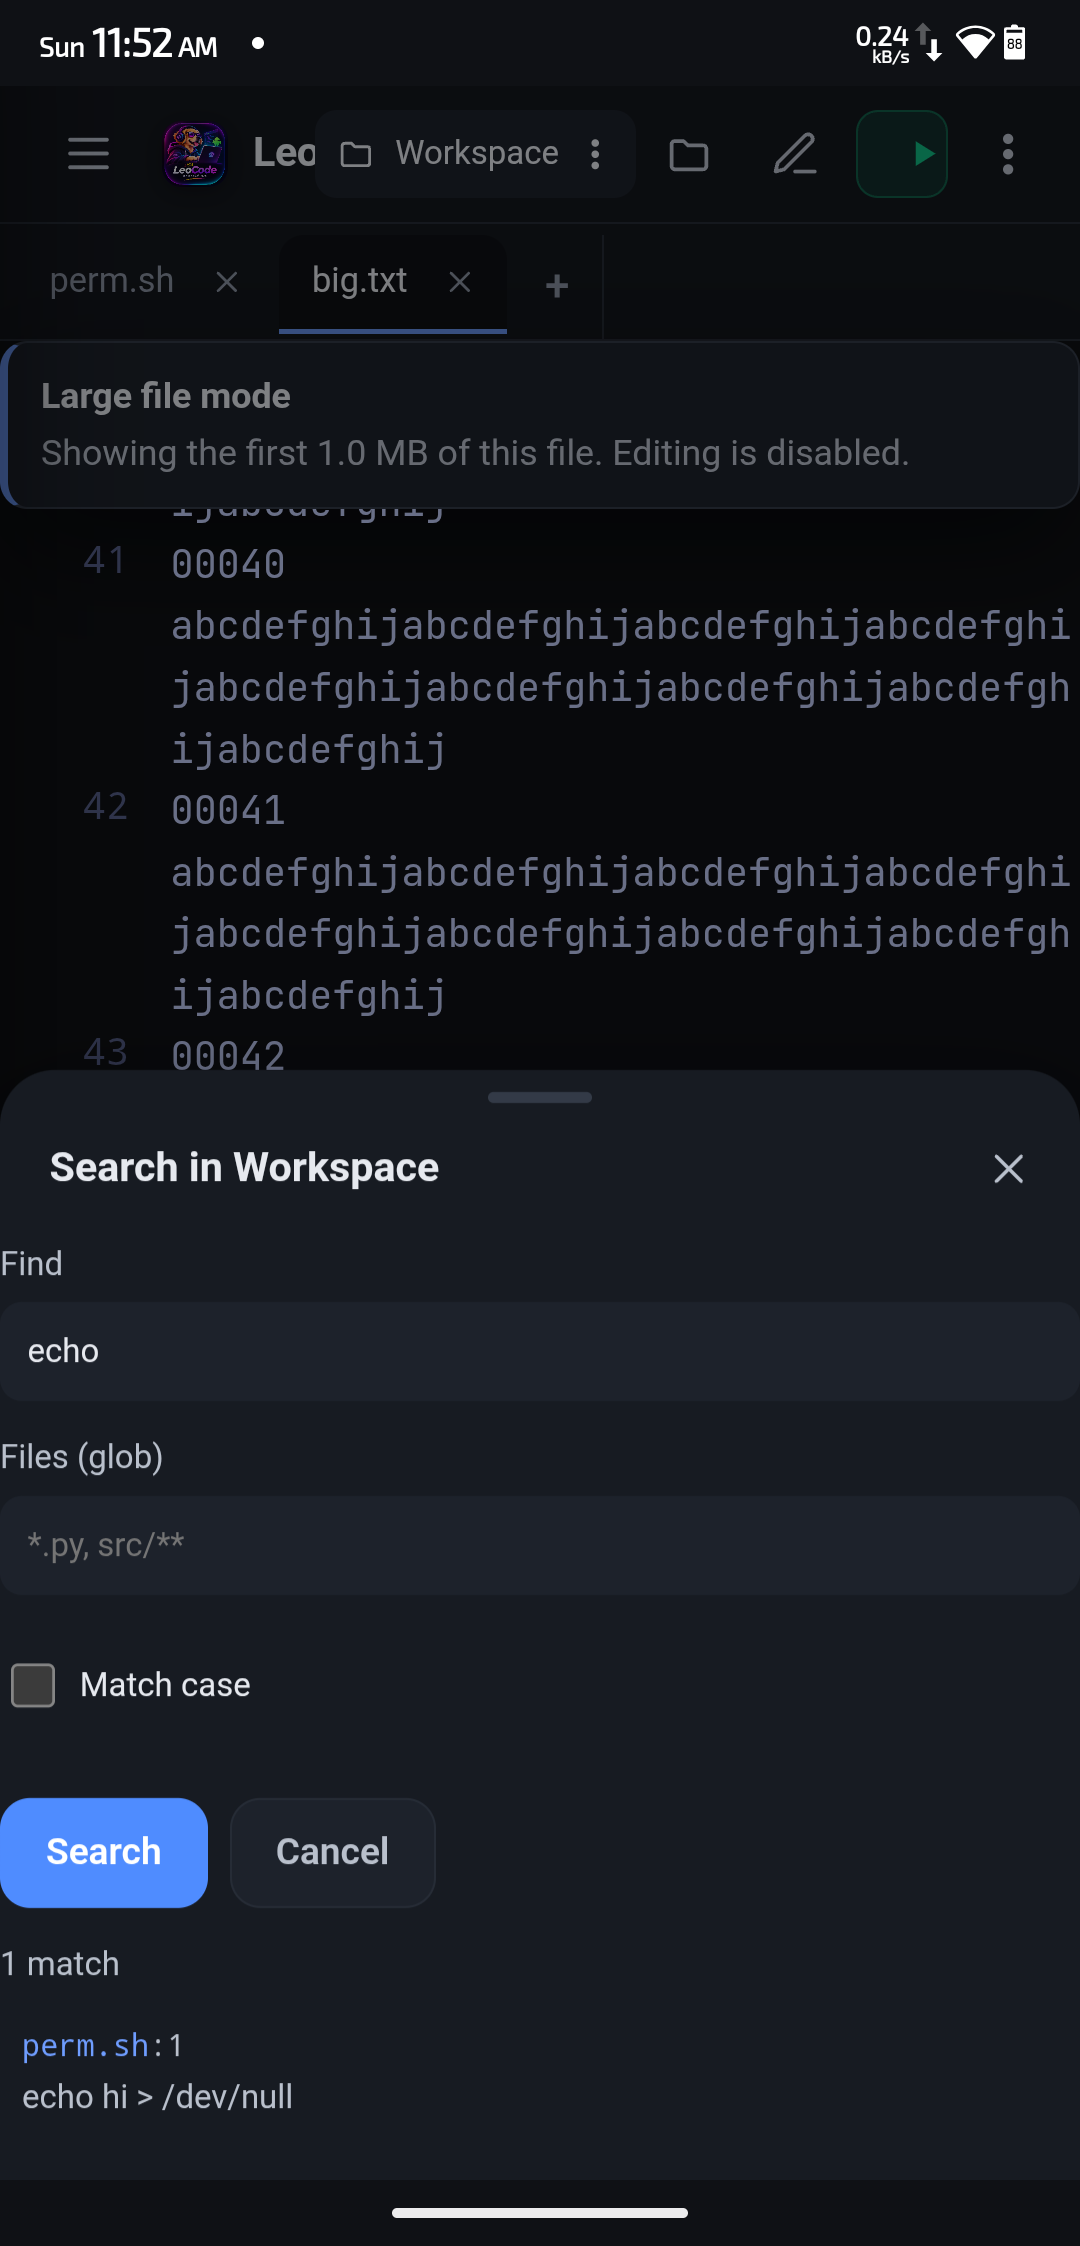 Sun 11:52 AM
0.24 kB/s
88
LeoCode
Leo
Workspace
perm.sh
big.txt
+
Large file mode
Showing the first 1.0 MB of this file. Editing is disabled.
ijabcdefghij
41 00040
abcdefghijabcdefghijabcdefghijabcdefghi
jabcdefghijabcdefghijabcdefghijabcdefgh
ijabcdefghij
42 00041
abcdefghijabcdefghijabcdefghijabcdefghi
jabcdefghijabcdefghijabcdefghijabcdefgh
ijabcdefghij
43 00042
Search in Workspace
Find
echo
Files (glob)
*.py, src/**
Match case
Search
Cancel
1 match
perm.sh:1
echo hi > /dev/null